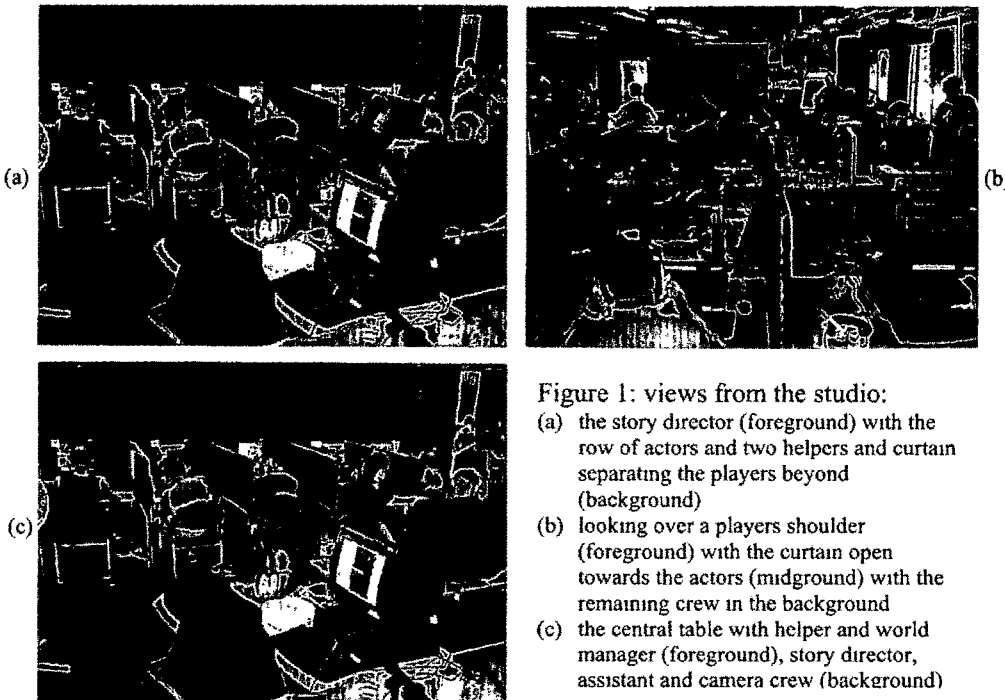 (a)
(b
(c)
Figure 1: views from the studio:
(a) the story director (foreground) with the
row of actors and two helpers and curtain
separating the players beyond
(background)
(b) looking over a players shoulder
(foreground) with the curtain open
towards the actors (midground) with the
remaining crew in the background
(c) the central table with helper and world
manager (foreground), story director,
assistant and camera crew (background)